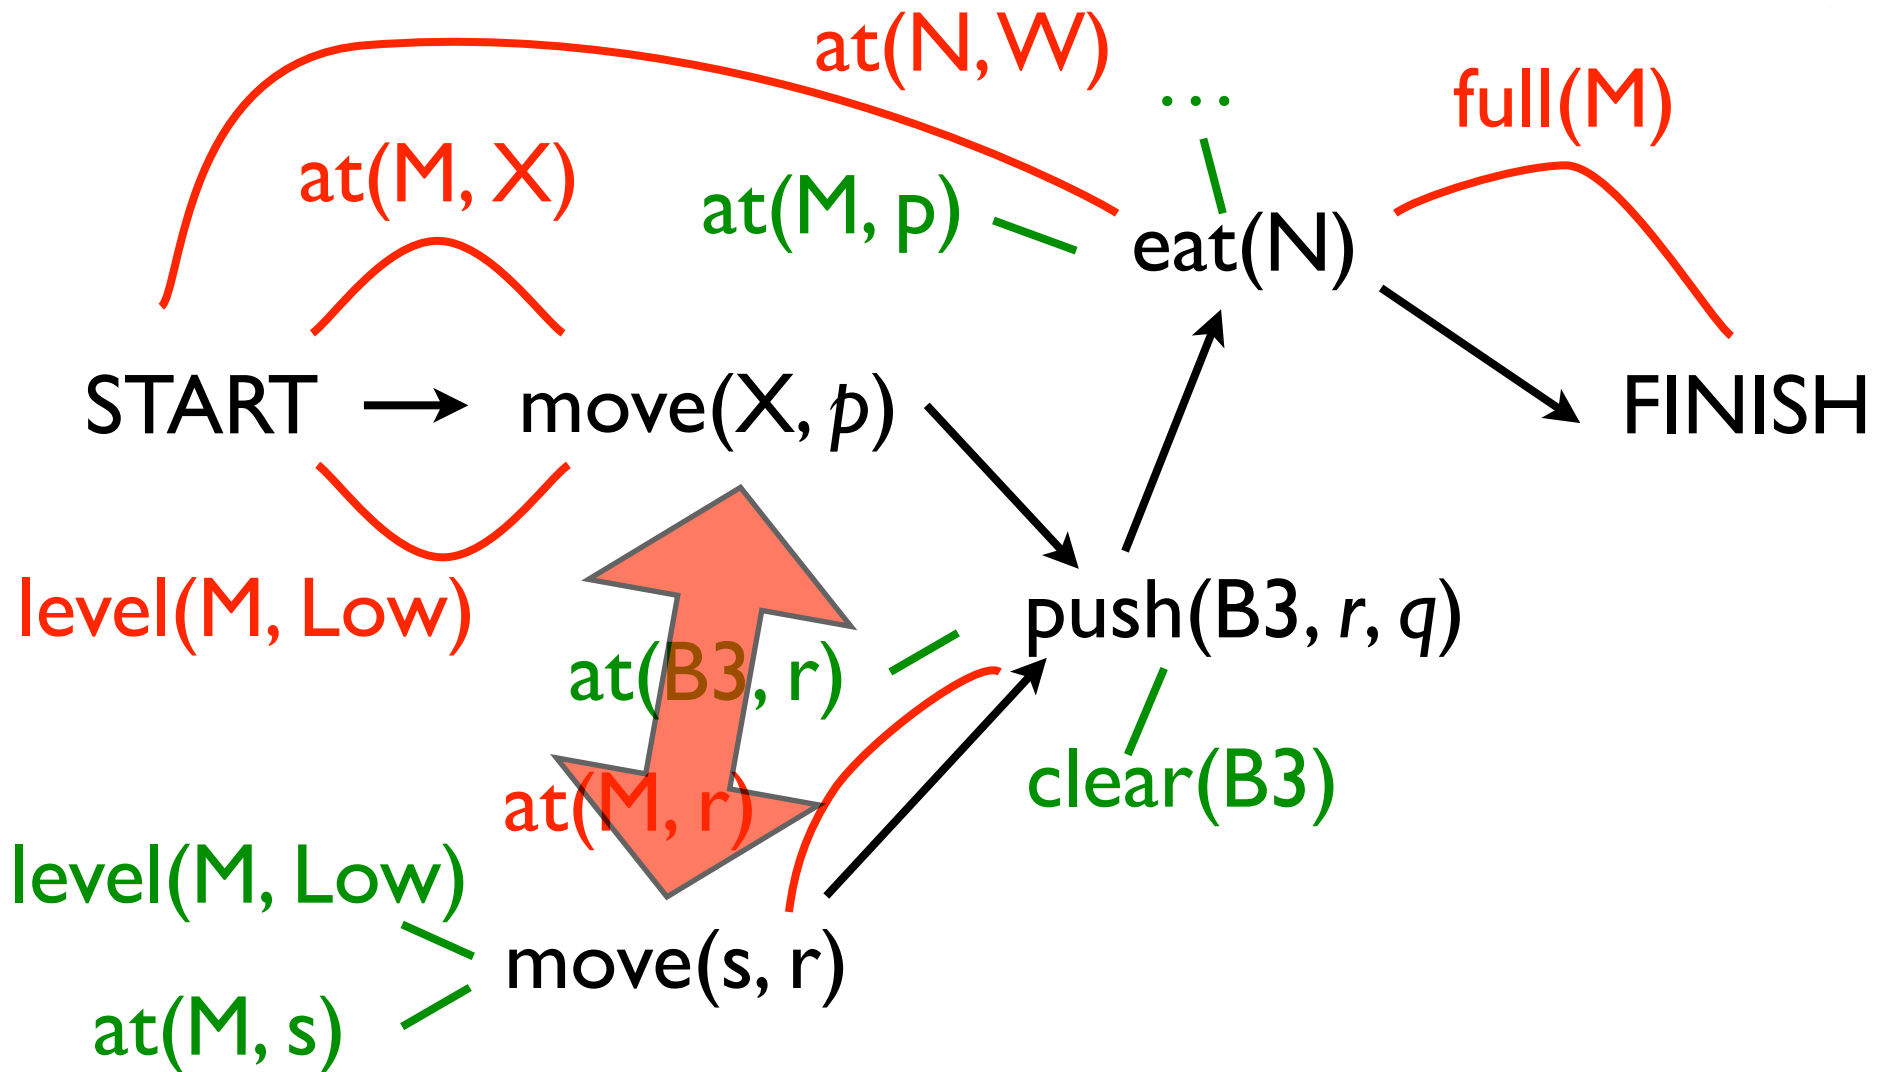 at(N, W)
...
full(M)
at(M, X)
at(M, p)
eat(N)
START
move(X, p)
FINISH
level(M, Low)
push(B3, r, q)
at(B3, r)
clear(B3)
at(M, r)
level(M, Low)
move(s, r)
at(M, s)